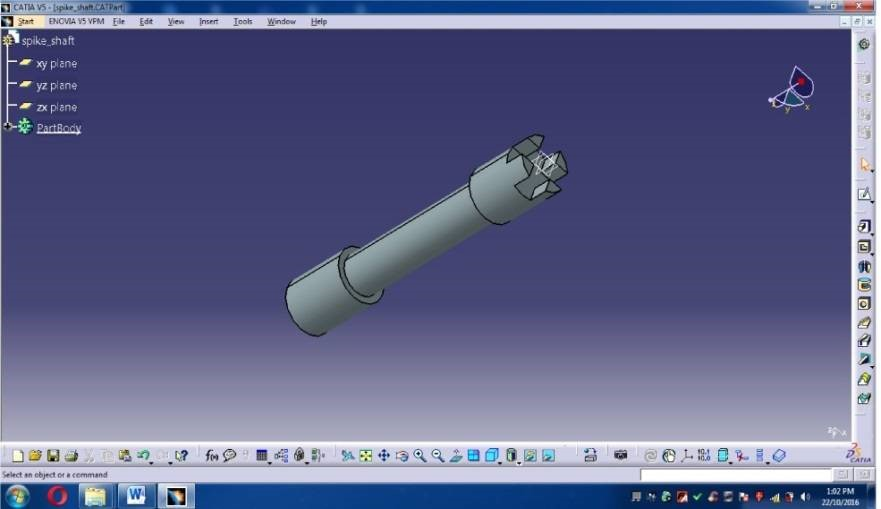 CATIA V5 - [spike_shaft.CATPart]
Start ENOVIA V5 VPM File Edit View Insert Tools Window Help
spike_shaft
xy plane
yz plane
zx plane
PartBody
x
y
Select an object or a command
CATIA
W
1:02 PM
22/10/2016